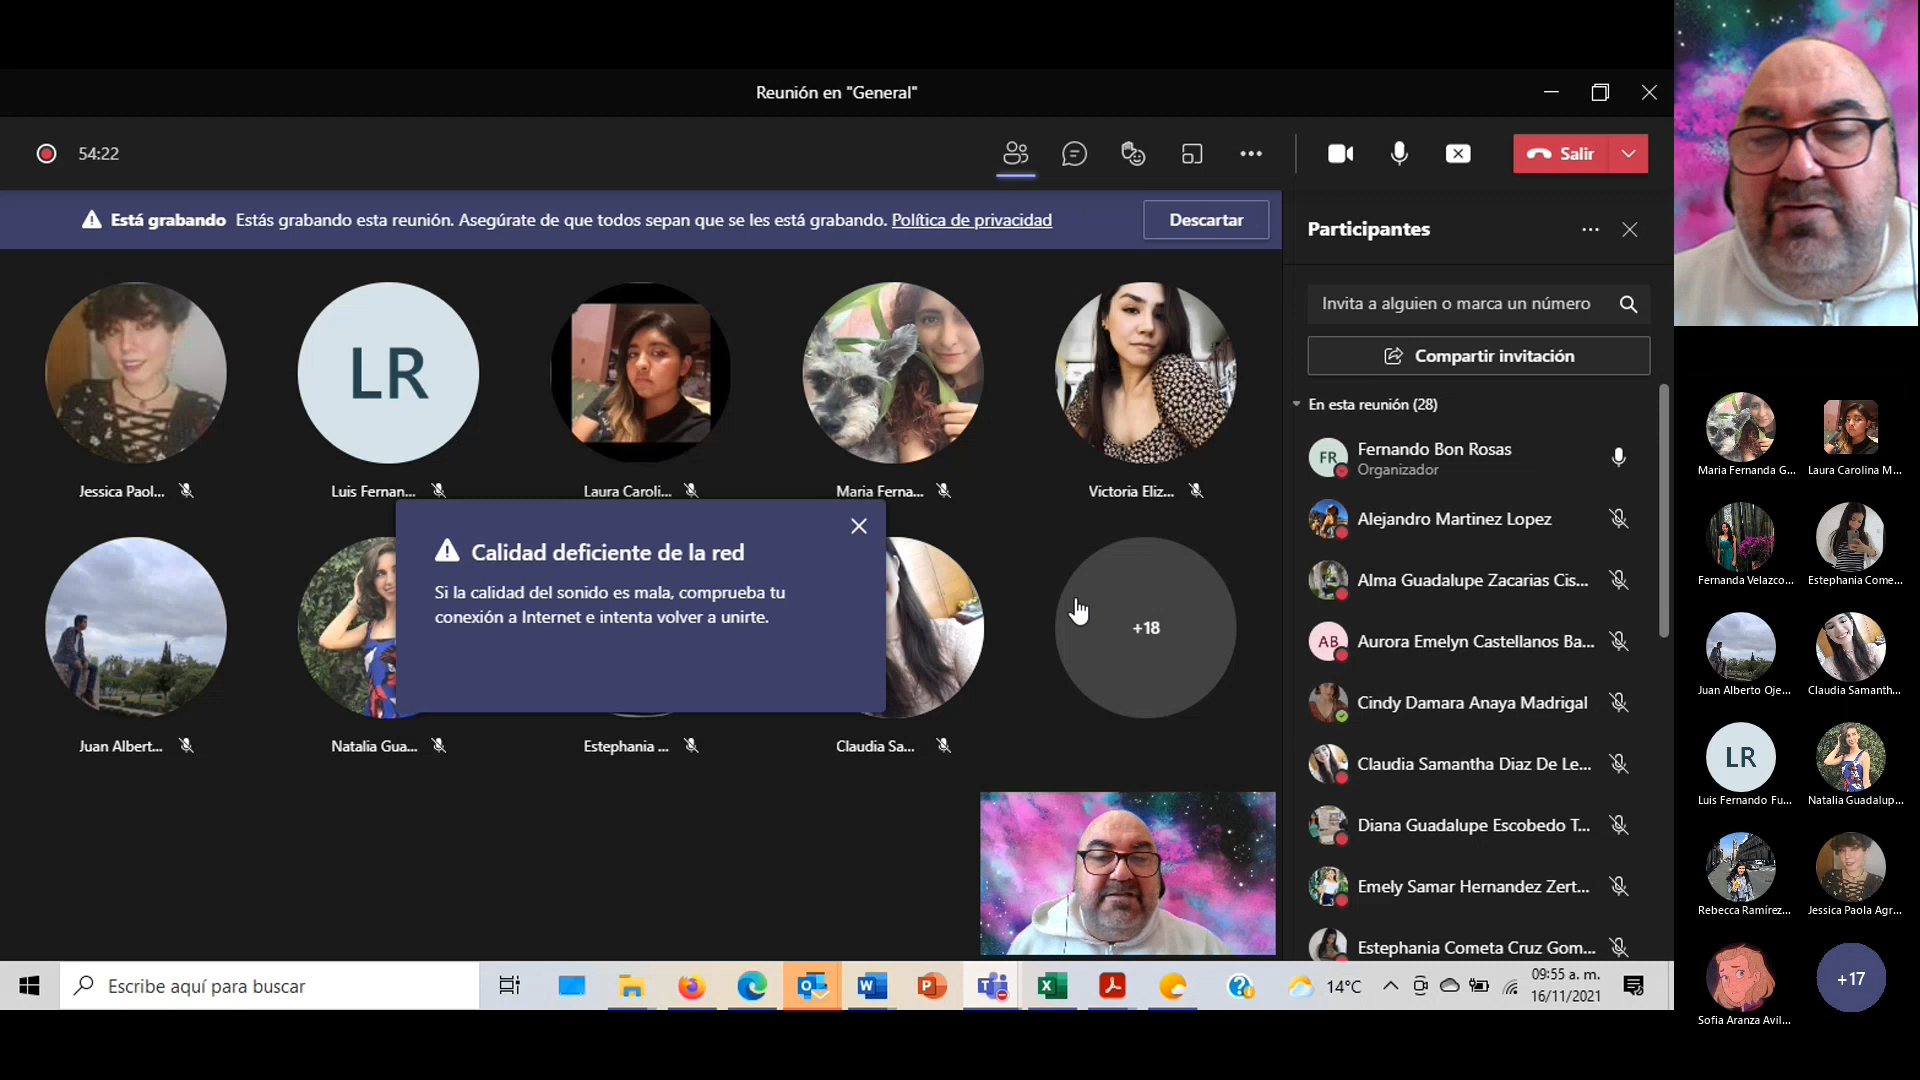 Reunión en "General"
54:22
Salir
Está grabando Estás grabando esta reunión. Asegúrate de que todos sepan que se les está grabando. Política de privacidad
Descartar
Jessica Paol...
LR
Luis Fernan...
Laura Caroli...
Maria Ferna...
Victoria Eliz...
Calidad deficiente de la red
Si la calidad del sonido es mala, comprueba tu
conexión a Internet e intenta volver a unirte.
+18
Juan Albert...
Natalia Gua...
Estephania ...
Claudia Sa...
Participantes
Invita a alguien o marca un número
Compartir invitación
En esta reunión (28)
FR
Fernando Bon Rosas
Organizador
Alejandro Martinez Lopez
Alma Guadalupe Zacarias Cis...
AB
Aurora Emelyn Castellanos Ba...
Cindy Damara Anaya Madrigal
Claudia Samantha Diaz De Le...
Diana Guadalupe Escobedo T...
Emely Samar Hernandez Zert...
Estephania Cometa Cruz Gom...
Maria Fernanda G...
Laura Carolina M...
Fernanda Velazco...
Estephania Come...
Juan Alberto Oje...
Claudia Samanth...
LR
Luis Fernando Fu...
Natalia Guadalup...
Rebecca Ramírez...
Jessica Paola Agr...
Sofia Aranza Avil...
+17
Escribe aquí para buscar
14°C
09:55 a. m.
16/11/2021